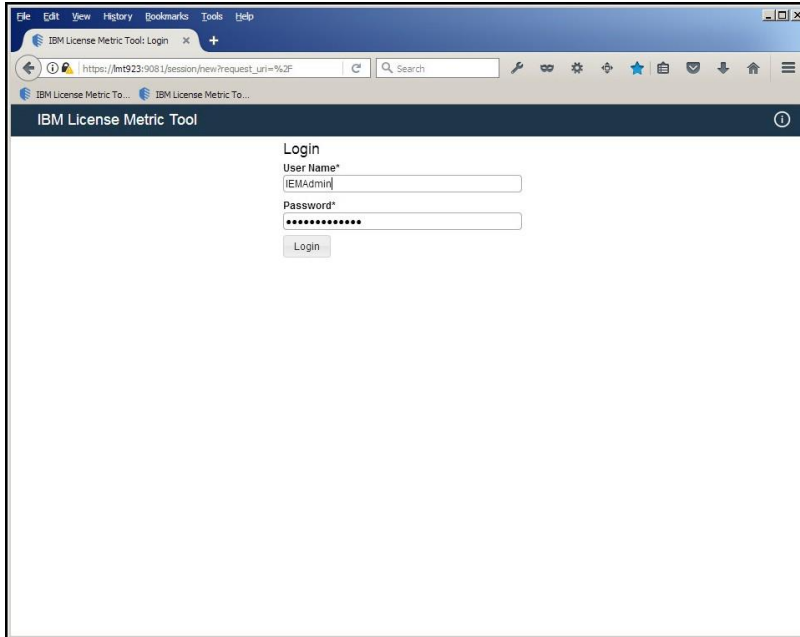 File Edit View History Bookmarks Tools Help
IBM License Metric Tool: Login
https://lmt923:9081/session/new?request_uri=%2F
Search
IBM License Metric To... IBM License Metric To...
IBM License Metric Tool
Login
User Name*
IEMAdmin
Password*
•••••••••••••
Login